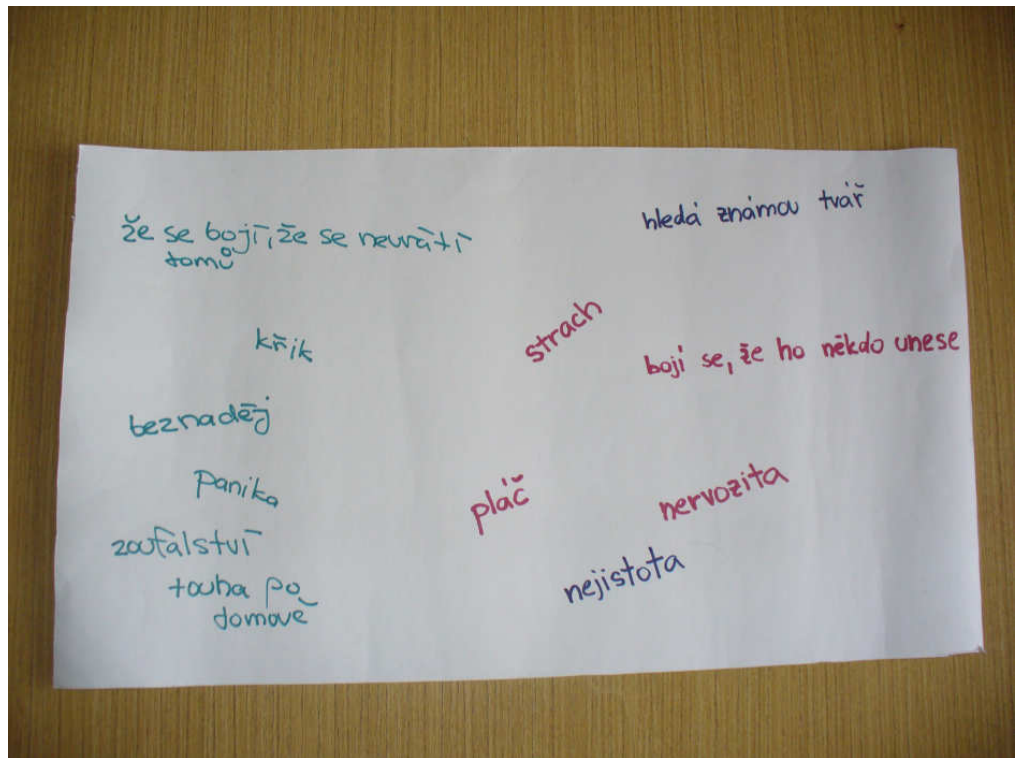 že se bojí, že se nevrátí
domů
křik
beznaděj
Panika
zoufalství
touha po
domově
hledá známou tvář
strach
bojí se, že ho někdo unese
pláč
nervozita
nejistota